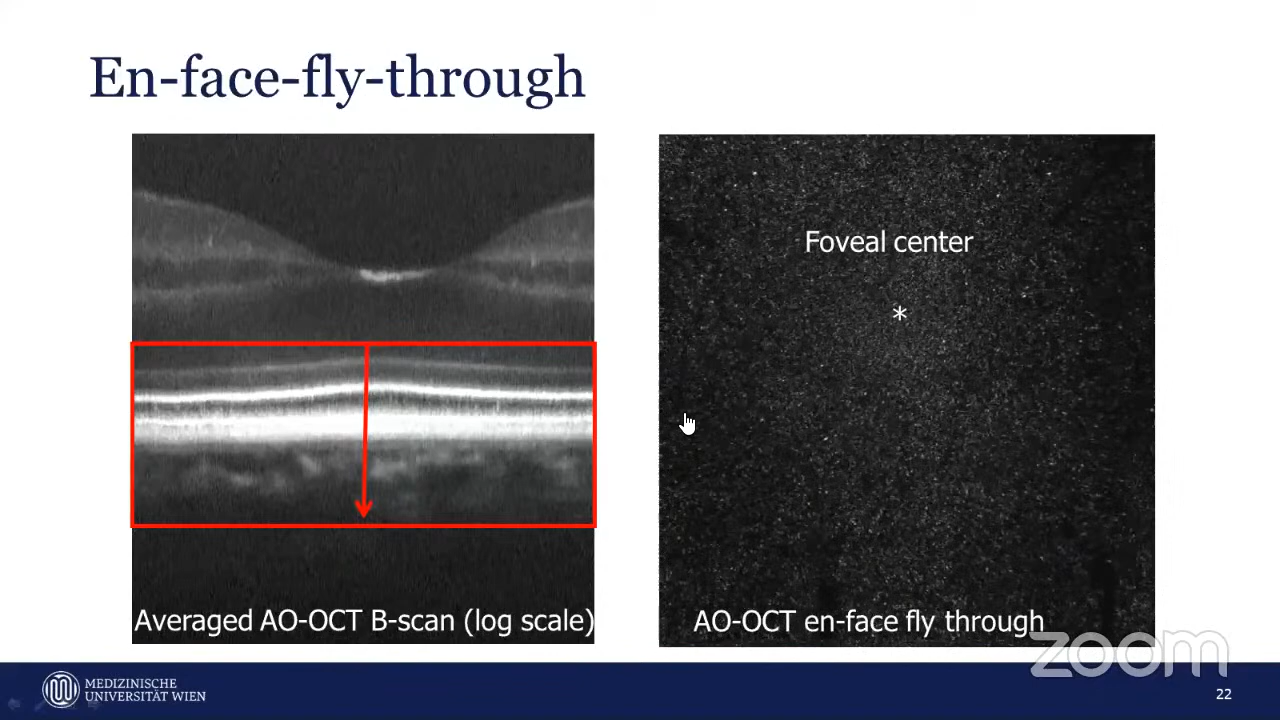 En-face-fly-through
Foveal center
*
Averaged AO-OCT B-scan (log scale)
AO-OCT en-face fly through
zoom
MEDIZINISCHE
UNIVERSITÄT WIEN
22